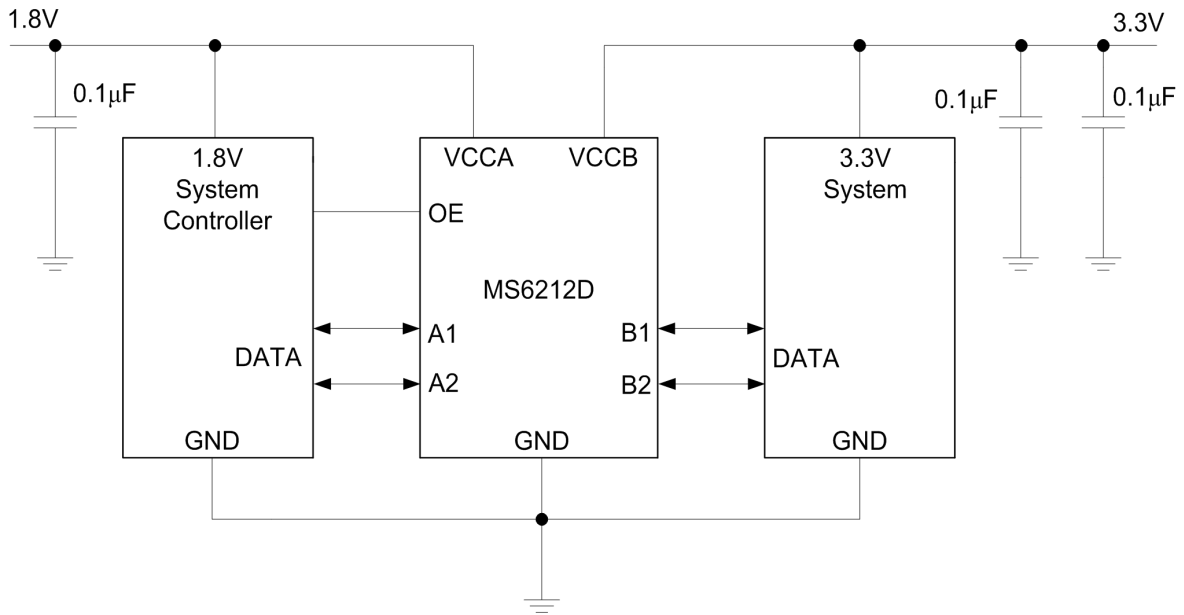 1.8V
3.3V
0.1μF
0.1μF
0.1μF
1.8V
System
Controller
DATA
GND
VCCA
VCCB
OE
MS6212D
A1
A2
B1
B2
GND
3.3V
System
DATA
GND